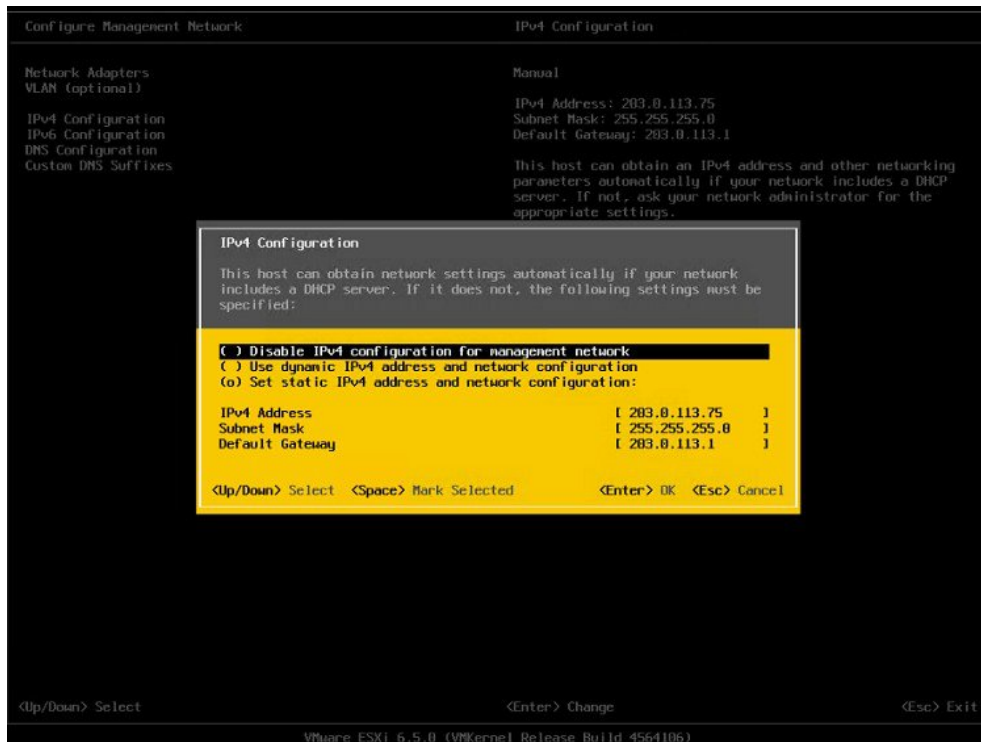 Configure Management Network
IPv4 Configuration
Network Adapters
VLAN (optional)
IPv4 Configuration
IPv6 Configuration
DNS Configuration
Custom DNS Suffixes
Manual
IPv4 Address: 203.0.113.75
Subnet Mask: 255.255.255.0
Default Gateway: 203.0.113.1
This host can obtain an IPv4 address and other networking
parameters automatically if your network includes a DHCP
server. If not, ask your network administrator for the
appropriate settings.
IPv4 Configuration
This host can obtain network settings automatically if your network
includes a DHCP server. If it does not, the following settings must be
specified:
( ) Disable IPv4 configuration for management network
( ) Use dynamic IPv4 address and network configuration
(o) Set static IPv4 address and network configuration:
IPv4 Address [ 203.0.113.75 ]
Subnet Mask [ 255.255.255.0 ]
Default Gateway [ 203.0.113.1 ]
<Up/Down> Select <Space> Mark Selected <Enter> OK <Esc> Cancel
<Up/Down> Select <Enter> Change <Esc> Exit
VMware ESXi 6.5.0 (VMKernel Release Build 4564106)